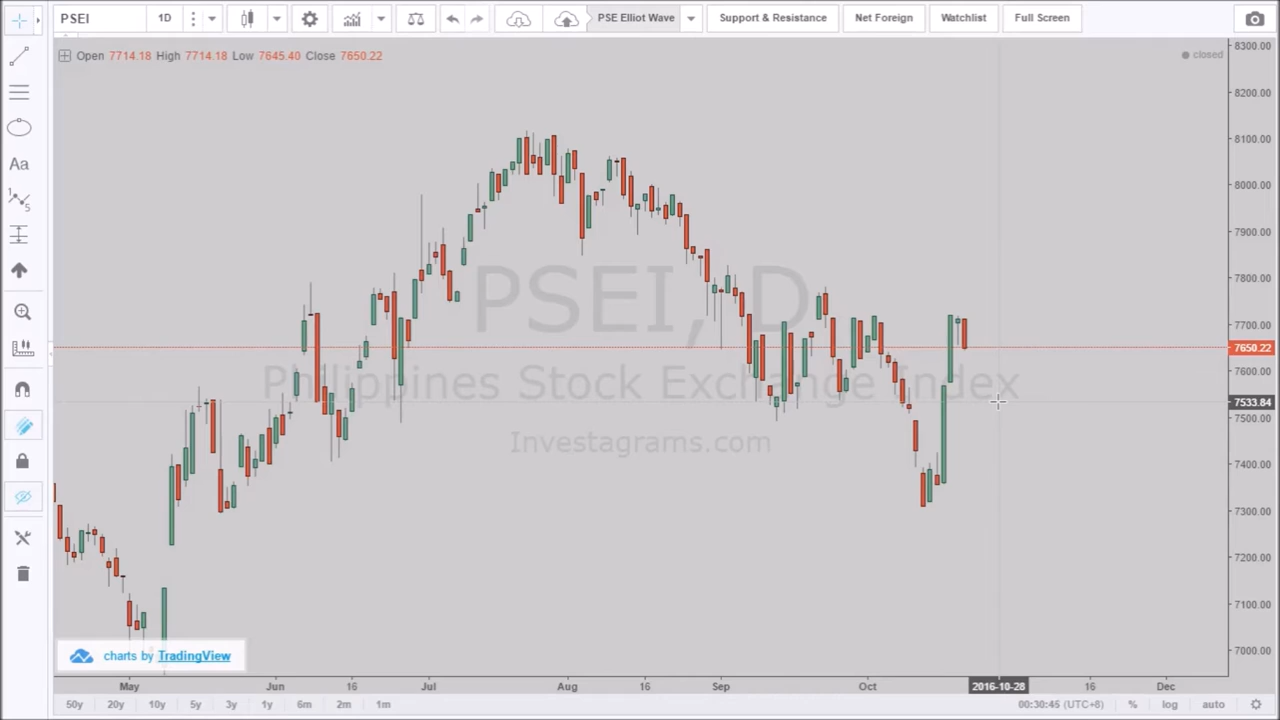 PSEI 1D PSE Elliot Wave Support & Resistance Net Foreign Watchlist Full Screen
Open 7714.18 High 7714.18 Low 7645.40 Close 7650.22
closed
Aa
1 5
8300.00
8200.00
8100.00
8000.00
7900.00
7800.00
7700.00
7650.22
7600.00
7533.84
7500.00
7400.00
7300.00
7200.00
7100.00
7000.00
PSEI, D
Philippines Stock Exchange Index
Investagrams.com
charts by TradingView
May Jun 16 Jul Aug 16 Sep Oct 2016-10-28 16 Dec
50y 20y 10y 5y 3y 1y 6m 2m 1m 00:30:45 (UTC+8) % log auto